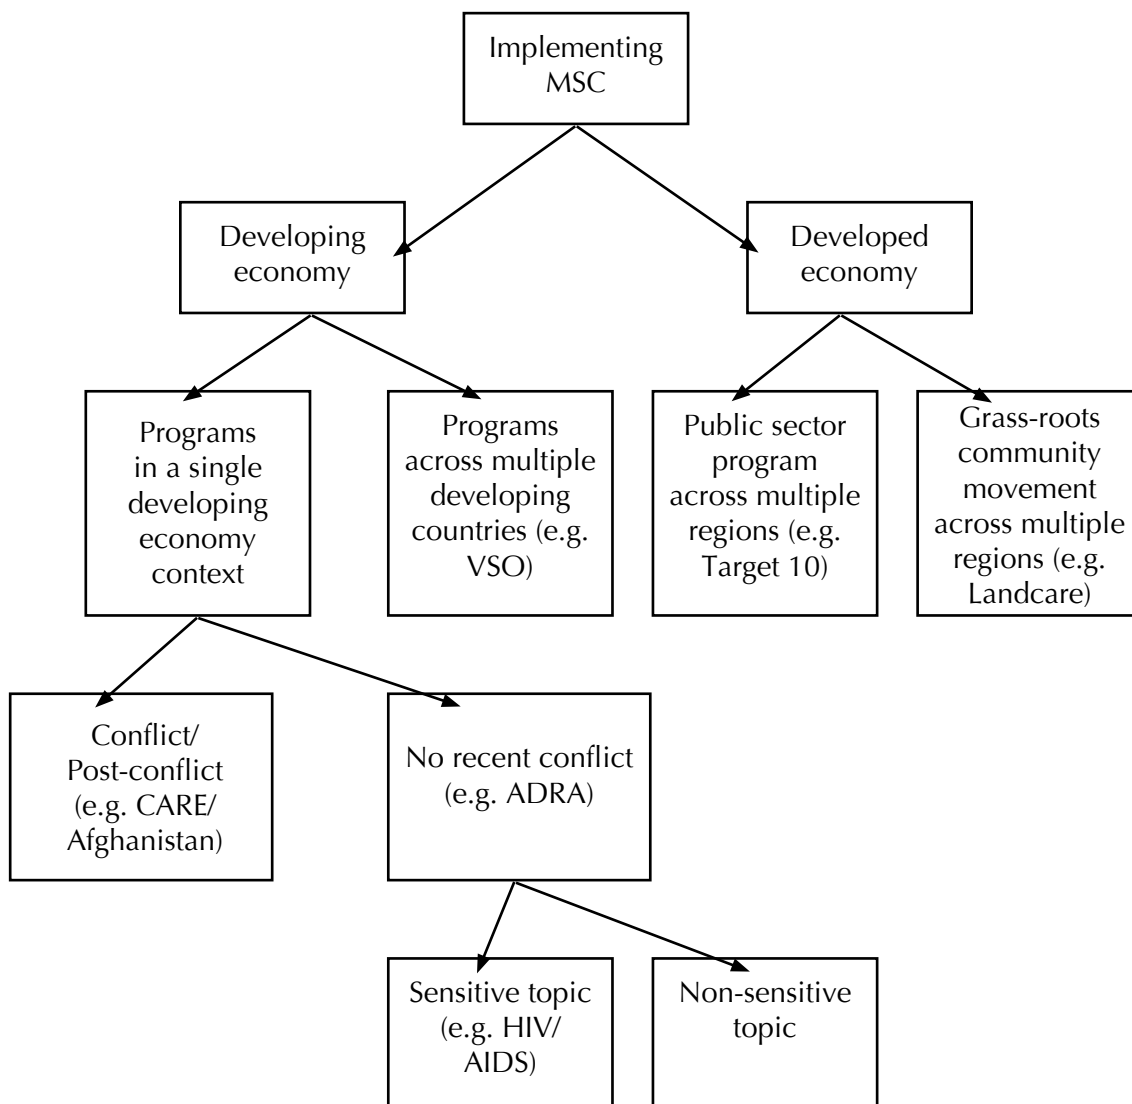 Implementing
MSC
Developing
economy
Developed
economy
Programs
in a single
developing
economy
context
Programs
across multiple
developing
countries (e.g.
VSO)
Public sector
program
across multiple
regions (e.g.
Target 10)
Grass-roots
community
movement
across multiple
regions (e.g.
Landcare)
Conflict/
Post-conflict
(e.g. CARE/
Afghanistan)
No recent conflict
(e.g. ADRA)
Sensitive topic
(e.g. HIV/
AIDS)
Non-sensitive
topic